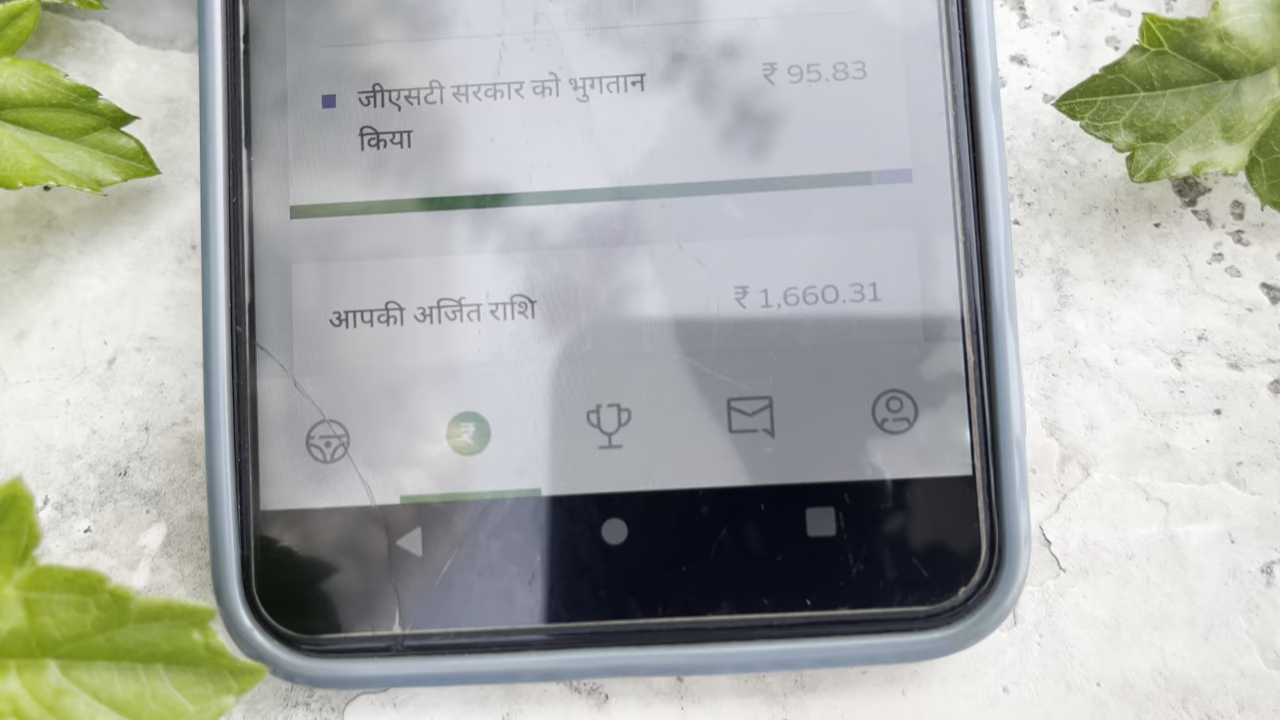 जीएसटी सरकार को भुगतान ₹ 95.83
किया
आपकी अर्जित राशि ₹ 1,660.31
₹